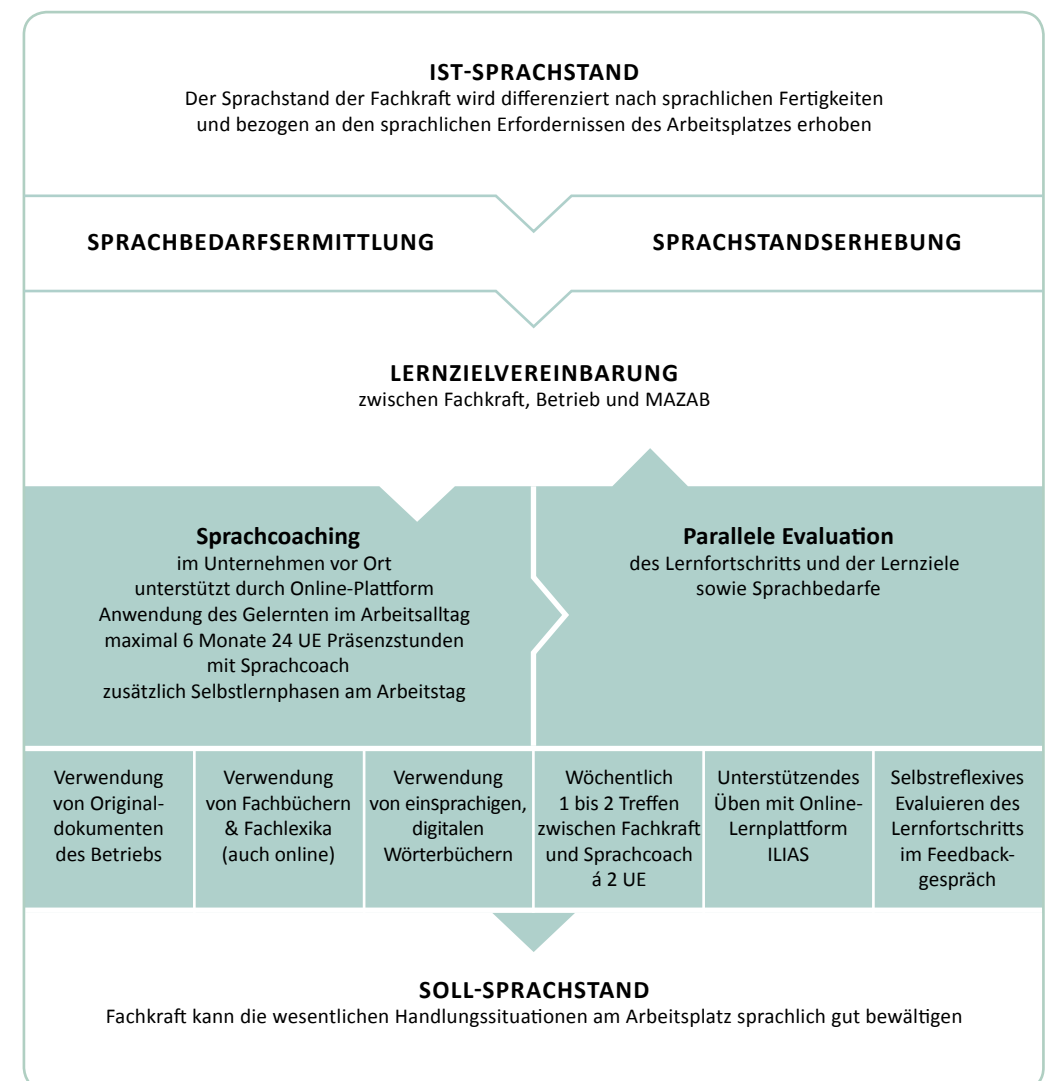 IST-SPRACHSTAND
Der Sprachstand der Fachkraft wird differenziert nach sprachlichen Fertigkeiten
und bezogen an den sprachlichen Erfordernissen des Arbeitsplatzes erhoben
SPRACHBEDARFSERMITTLUNG
SPRACHSTANDSERHEBUNG
LERNZIELVEREINBARUNG
zwischen Fachkraft, Betrieb und MAZAB
Sprachcoaching
im Unternehmen vor Ort
unterstützt durch Online-Plattform
Anwendung des Gelernten im Arbeitsalltag
maximal 6 Monate 24 UE Präsenzstunden
mit Sprachcoach
zusätzlich Selbstlernphasen am Arbeitstag
Parallele Evaluation
des Lernfortschritts und der Lernziele
sowie Sprachbedarfe
Verwendung
von Original-
dokumenten
des Betriebs
Verwendung
von Fachbüchern
& Fachlexika
(auch online)
Verwendung
von einsprachigen,
digitalen
Wörterbüchern
Wöchentlich
1 bis 2 Treffen
zwischen Fachkraft
und Sprachcoach
á 2 UE
Unterstützendes
Üben mit Online-
Lernplattform
ILIAS
Selbstreflexives
Evaluieren des
Lernfortschritts
im Feedback-
gespräch
SOLL-SPRACHSTAND
Fachkraft kann die wesentlichen Handlungssituationen am Arbeitsplatz sprachlich gut bewältigen